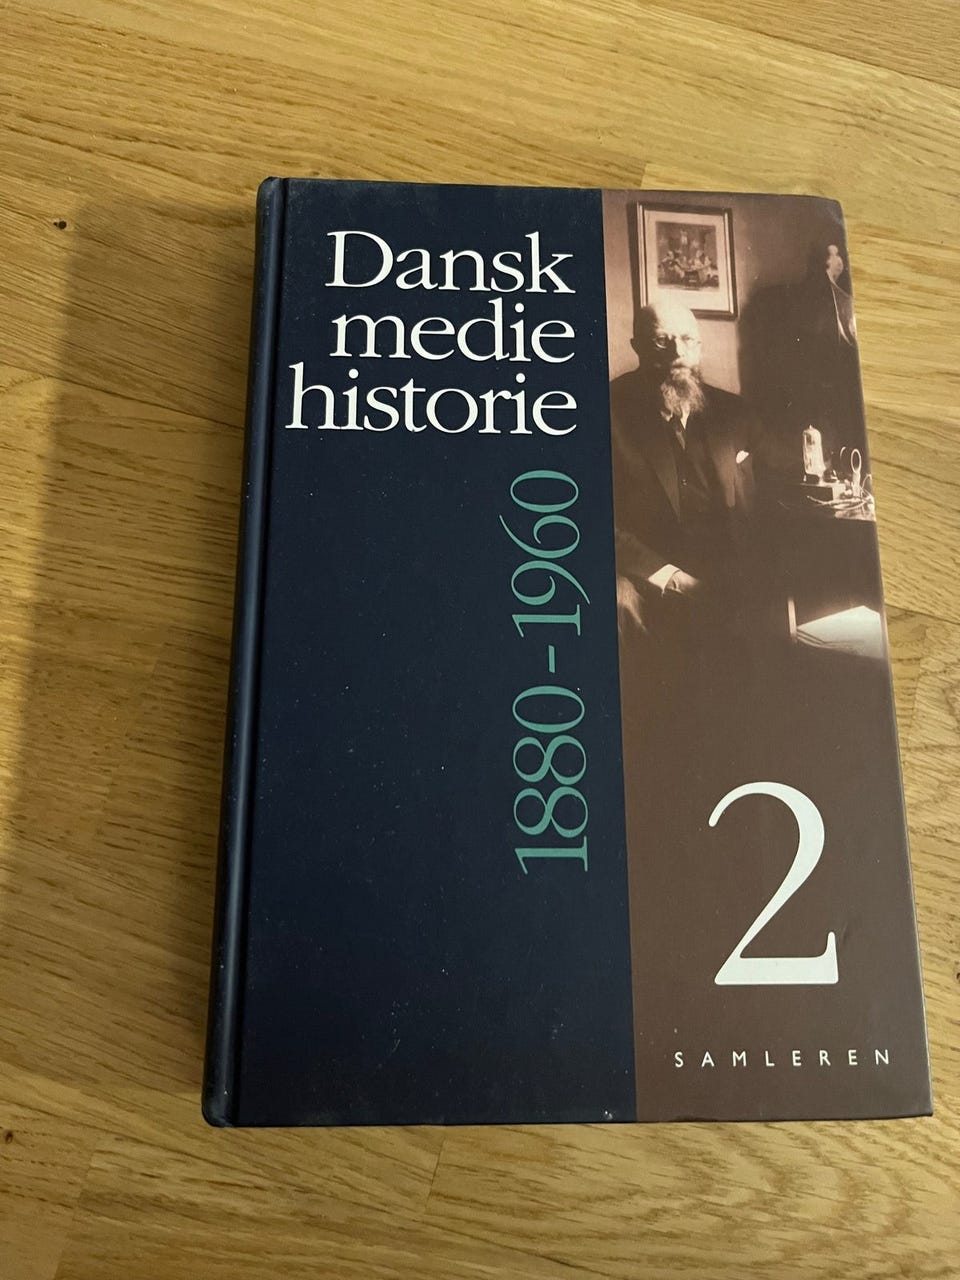 Dansk
medie
historie
1880–1960
2
SAMLEREN